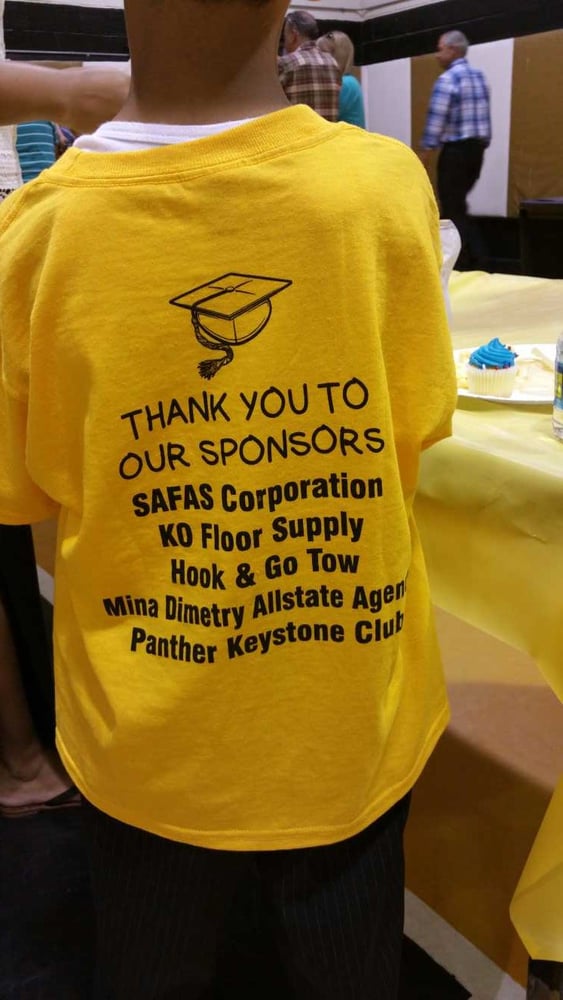 THANK YOU TO
OUR SPONSORS
SAFAS Corporation
KO Floor Supply
Hook & Go Tow
Mina Dimetry Allstate Agen
Panther Keystone Club